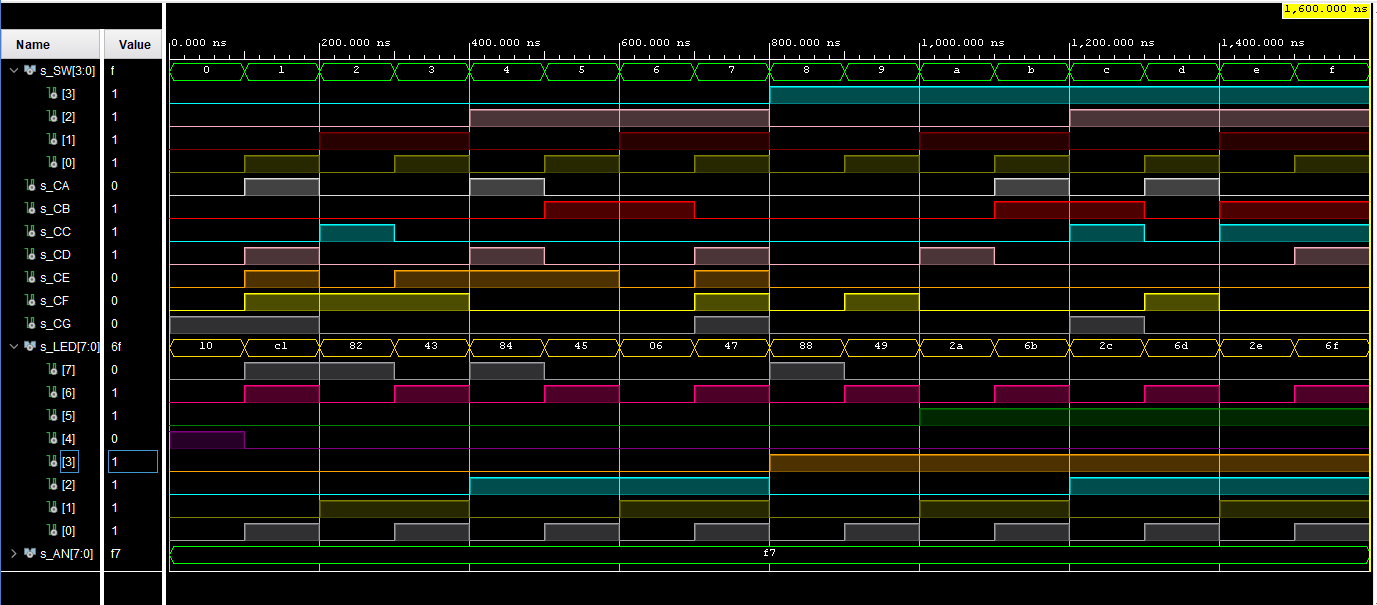 1,600.000 ns
Name Value
0.000 ns 200.000 ns 400.000 ns 600.000 ns 800.000 ns 1,000.000 ns 1,200.000 ns 1,400.000 ns
s_SW[3:0] f 0 1 2 3 4 5 6 7 8 9 a b c d e f
[3] 1
[2] 1
[1] 1
[0] 1
s_CA 0
s_CB 1
s_CC 1
s_CD 1
s_CE 0
s_CF 0
s_CG 0
s_LED[7:0] 6f 10 c1 82 43 84 45 06 47 88 49 2a 6b 2c 6d 2e 6f
[7] 0
[6] 1
[5] 1
[4] 0
[3] 1
[2] 1
[1] 1
[0] 1
s_AN[7:0] f7 f7